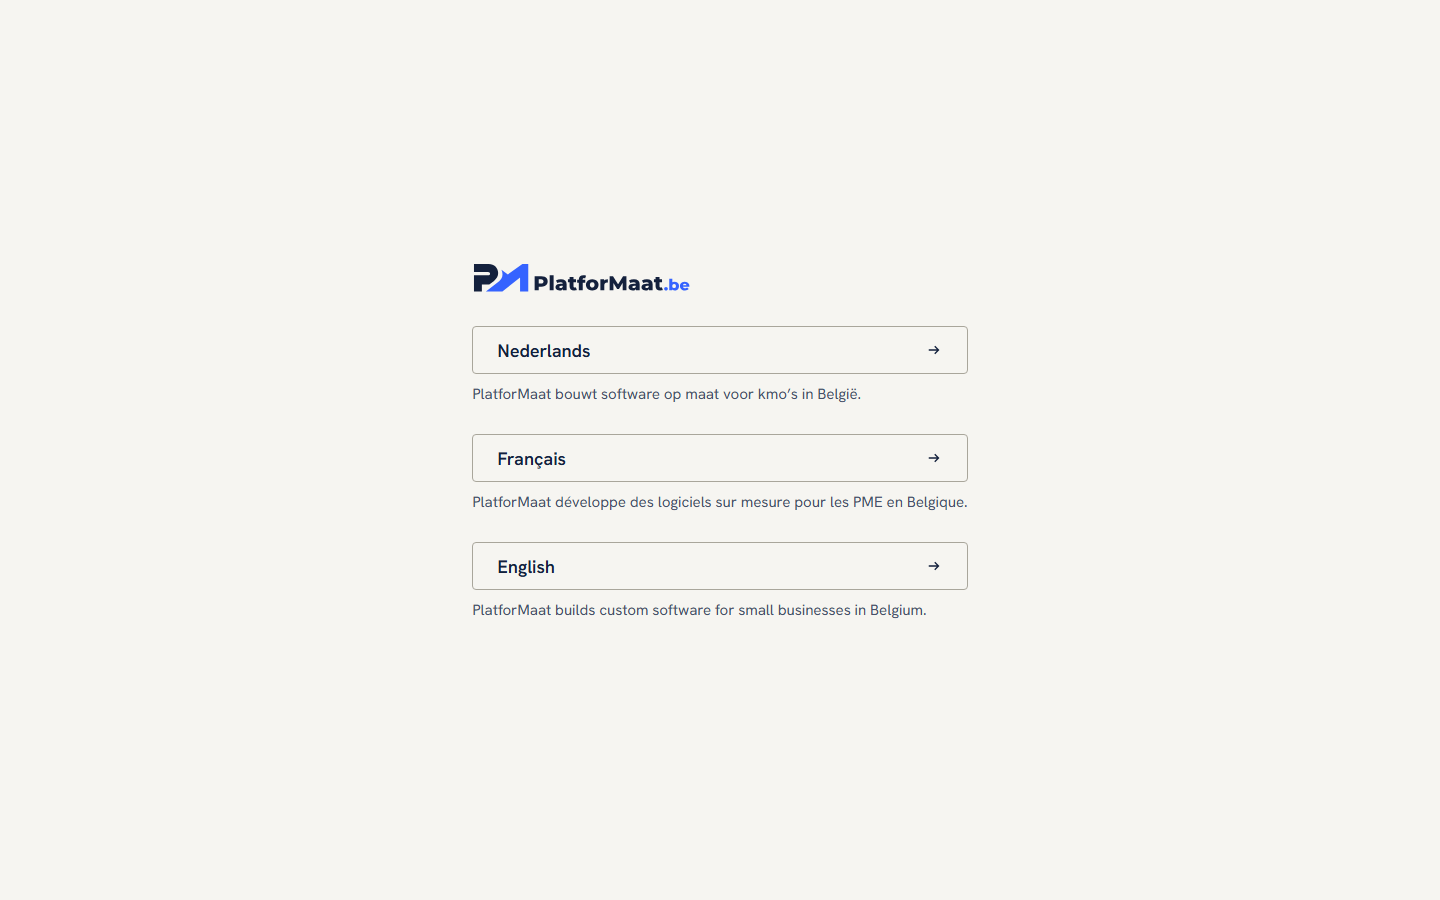 PM PlatforMaat.be
Nederlands →
PlatforMaat bouwt software op maat voor kmo’s in België.
Français →
PlatforMaat développe des logiciels sur mesure pour les PME en Belgique.
English →
PlatforMaat builds custom software for small businesses in Belgium.